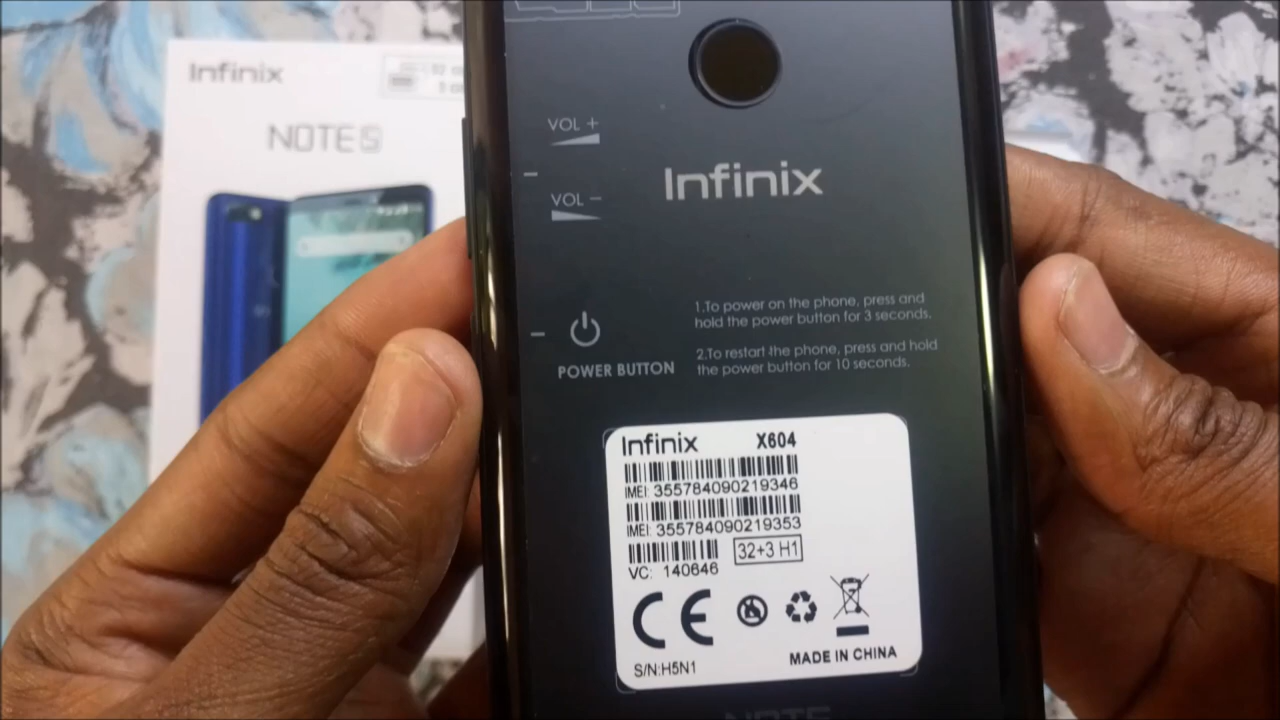 Infinix
NOTE 5
VOL +
VOL –
Infinix
1.To power on the phone, press and
hold the power button for 3 seconds.
2.To restart the phone, press and hold
the power button for 10 seconds.
POWER BUTTON
Infinix X604
IMEI: 355784090219346
IMEI: 355784090219353
32+3 H1
VC: 140646
CE
S/N:H5N1
MADE IN CHINA
NOTE